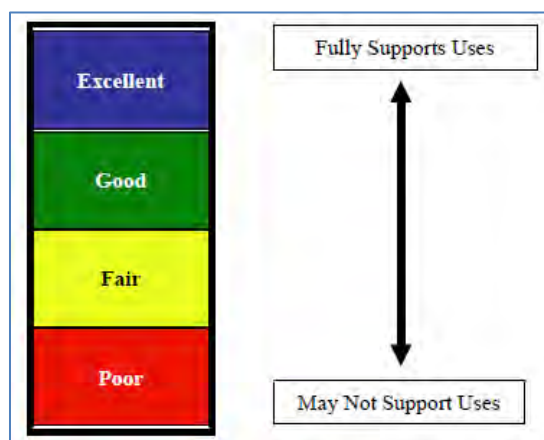 Excellent
Good
Fair
Poor
Fully Supports Uses
May Not Support Uses